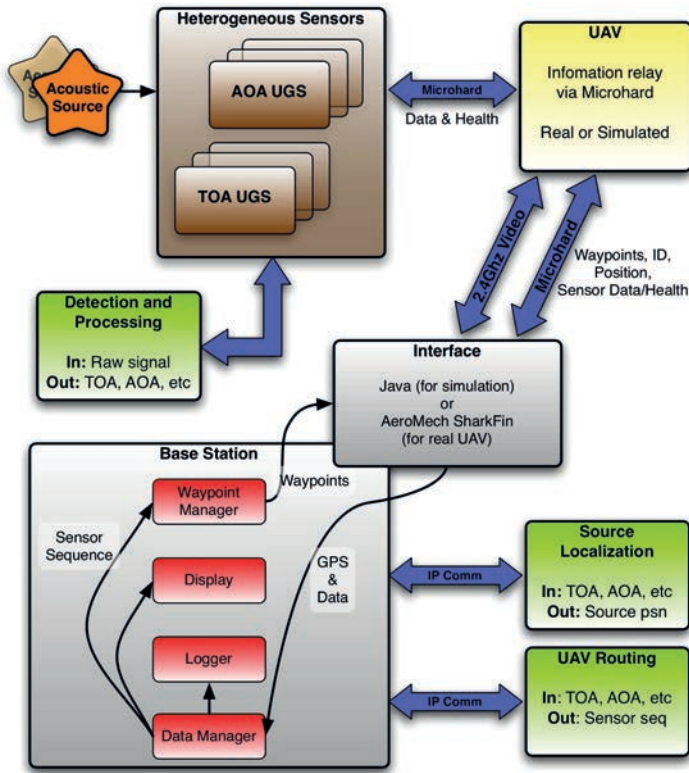 Heterogeneous Sensors
UAV
Acoustic
Source
AOA UGS
TOA UGS
Microhard
Data & Health
Infomation relay
via Microhard
Real or Simulated
2.4Ghz Video
Microhard
Waypoints, ID,
Position,
Sensor Data/Health
Detection and
Processing
In: Raw signal
Out: TOA, AOA, etc
Interface
Java (for simulation)
or
AeroMech SharkFin
(for real UAV)
Base Station
Waypoint
Manager
Waypoints
Sensor
Sequence
Display
GPS
&
Data
Logger
Data Manager
IP Comm
Source
Localization
In: TOA, AOA, etc
Out: Source psn
IP Comm
UAV Routing
In: TOA, AOA, etc
Out: Sensor seq